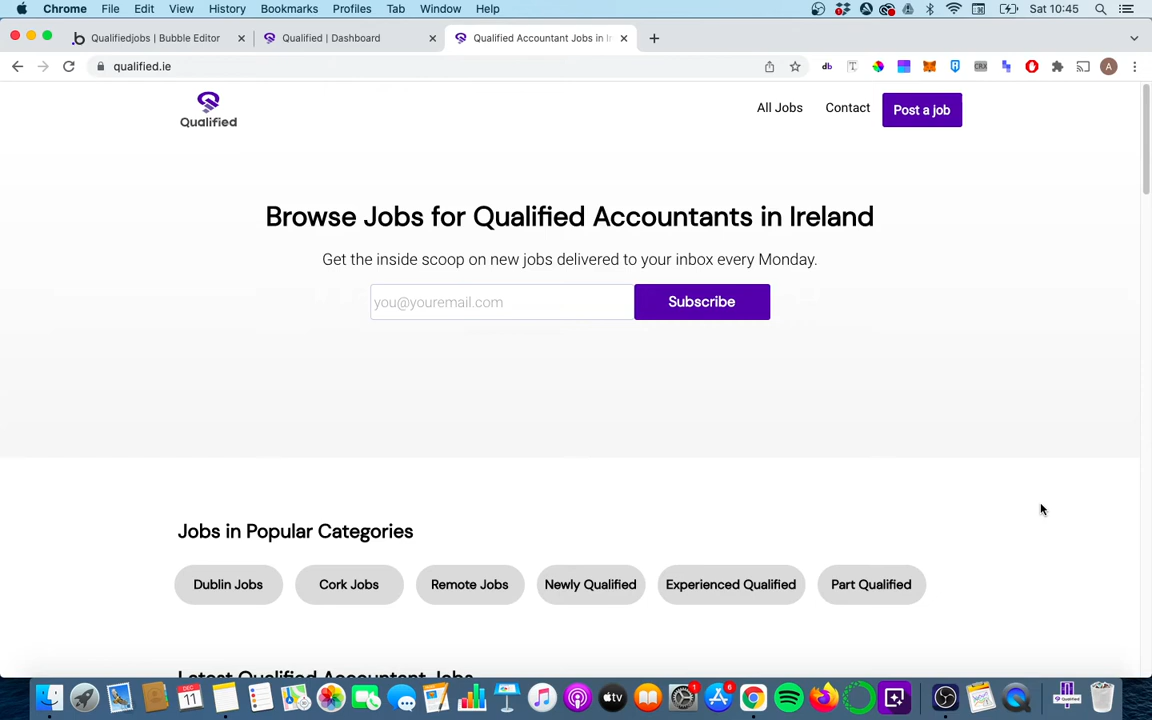 Chrome File Edit View History Bookmarks Profiles Tab Window Help Sat 10:45
Qualifiedjobs | Bubble Editor Qualified | Dashboard Qualified Accountant Jobs in Ir
qualified.ie
Qualified
All Jobs Contact Post a job
Browse Jobs for Qualified Accountants in Ireland
Get the inside scoop on new jobs delivered to your inbox every Monday.
you@youremail.com Subscribe
Jobs in Popular Categories
Dublin Jobs Cork Jobs Remote Jobs Newly Qualified Experienced Qualified Part Qualified
Latest Qualified Accountant Jobs